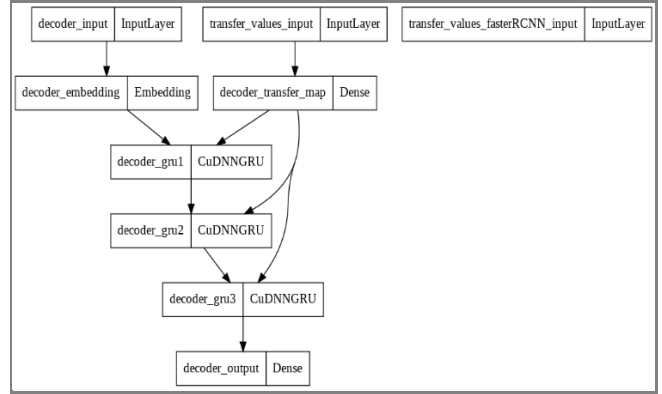 decoder_input InputLayer transfer_values_input InputLayer transfer_values_fasterRCNN_input InputLayer
decoder_embedding Embedding decoder_transfer_map Dense
decoder_gru1 CuDNNGRU
decoder_gru2 CuDNNGRU
decoder_gru3 CuDNNGRU
decoder_output Dense